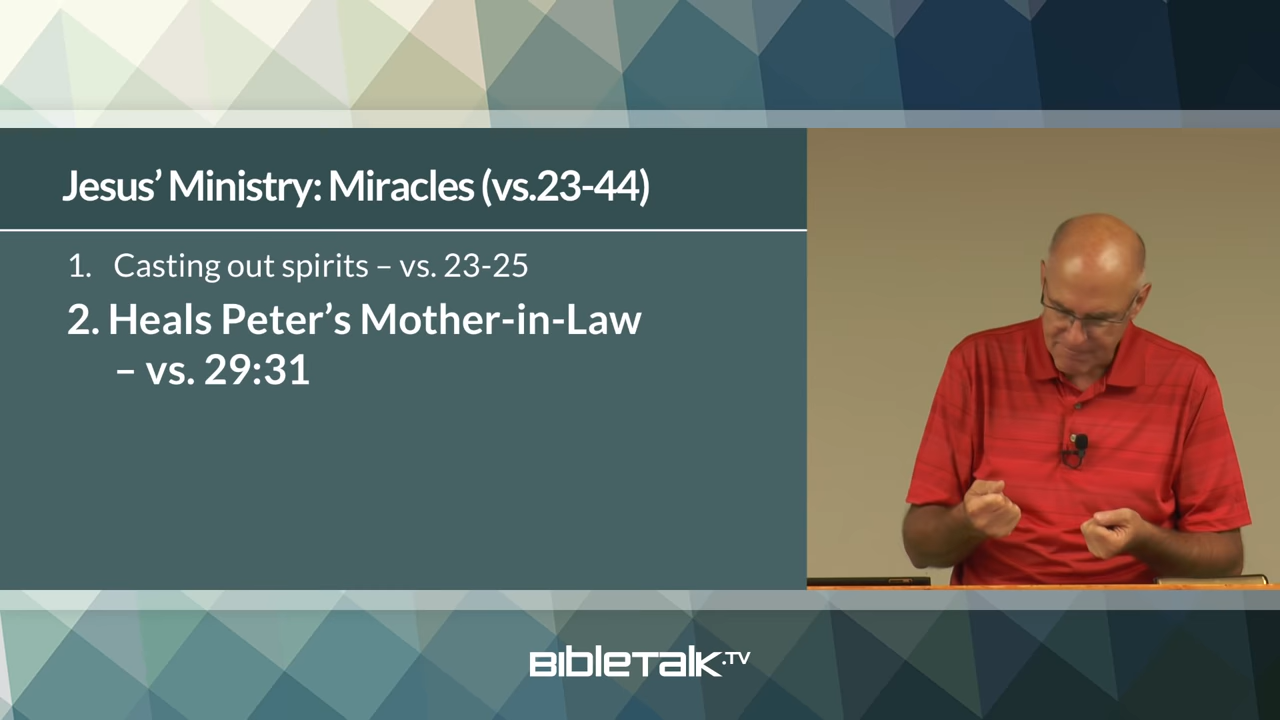 Jesus’ Ministry: Miracles (vs.23-44)
1. Casting out spirits – vs. 23-25
2. Heals Peter’s Mother-in-Law
– vs. 29:31
BIBLETALK.TV